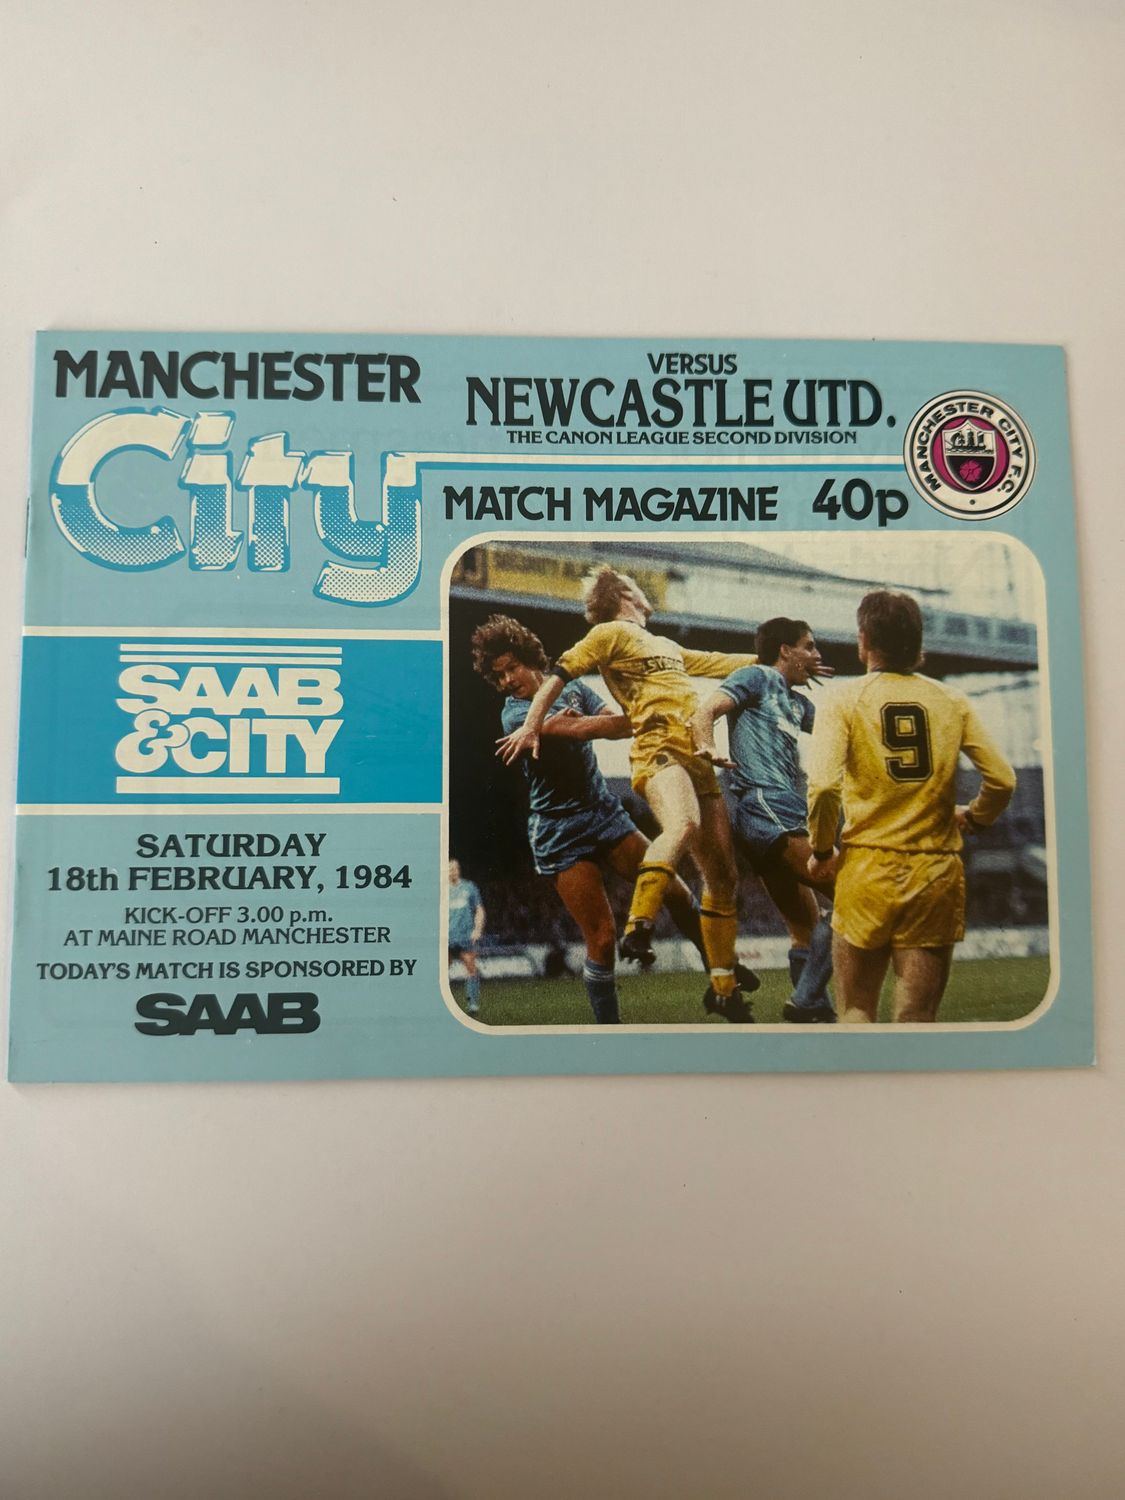 MANCHESTER
City
VERSUS
NEWCASTLE UTD.
THE CANON LEAGUE SECOND DIVISION
MATCH MAGAZINE 40p
MANCHESTER CITY F.C.
SAAB
&CITY
SATURDAY
18th FEBRUARY, 1984
KICK-OFF 3.00 p.m.
AT MAINE ROAD MANCHESTER
TODAY'S MATCH IS SPONSORED BY
SAAB
9